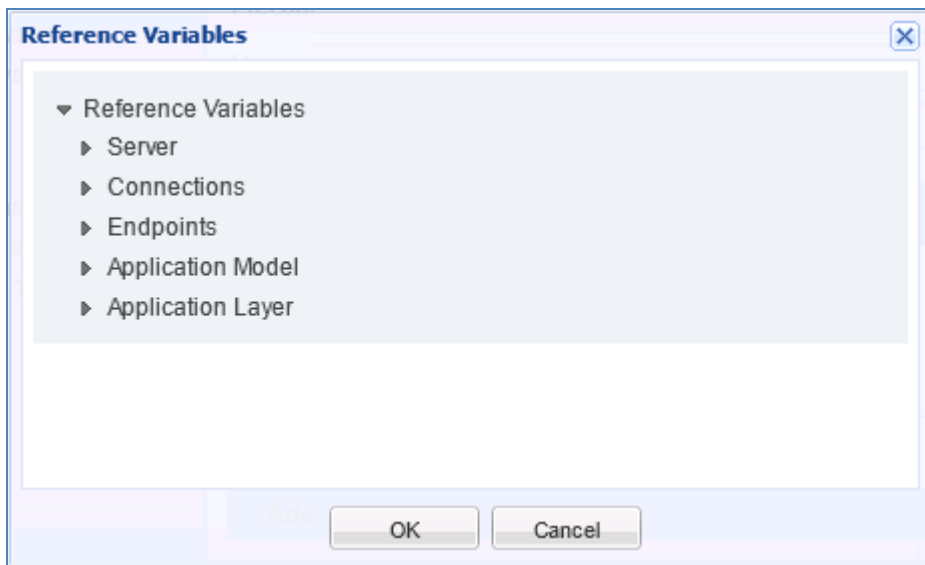 Reference Variables
Reference Variables
Server
Connections
Endpoints
Application Model
Application Layer
OK
Cancel